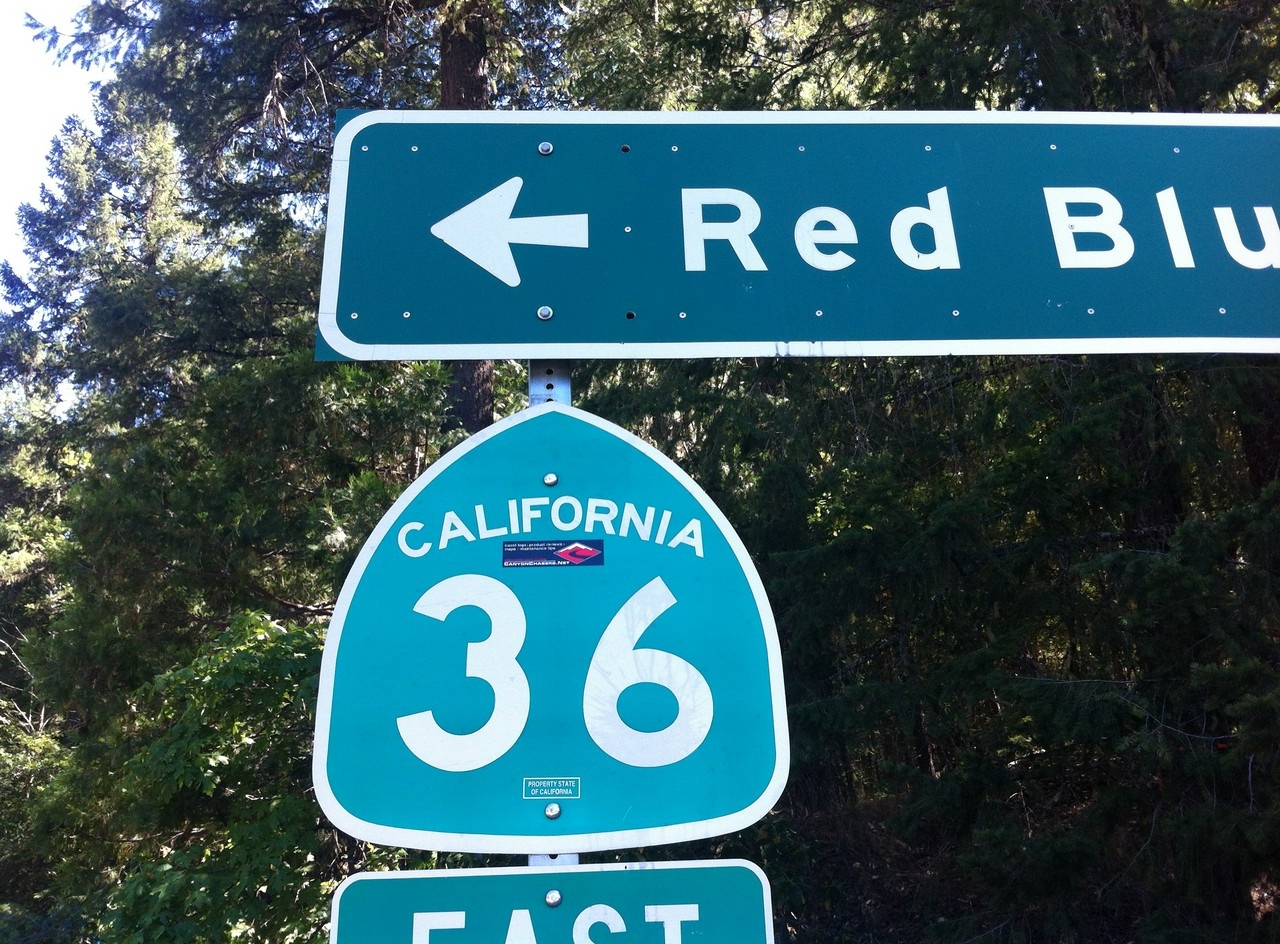 Red Blu
CALIFORNIA
CANYONCHASERS.NET
36
PROPERTY STATE
OF CALIFORNIA
EAST